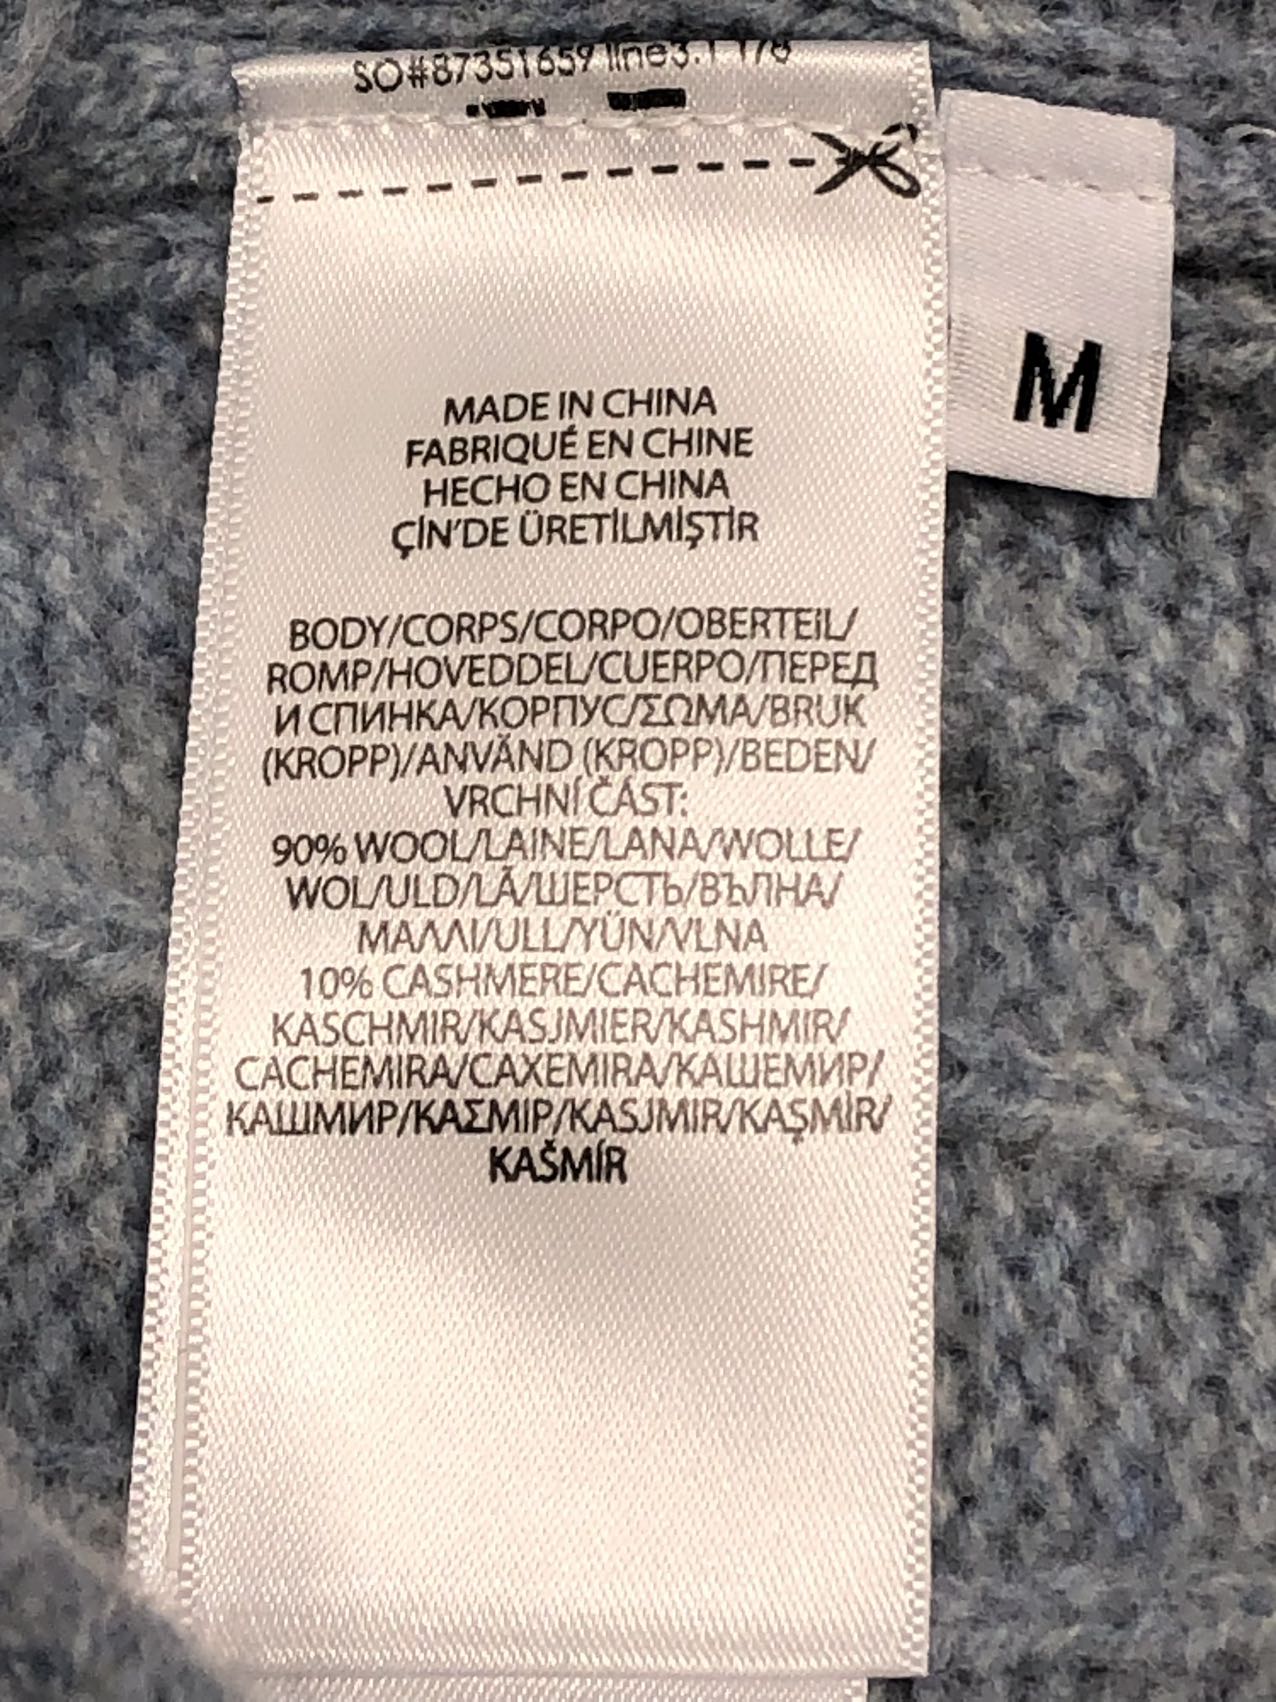 SO#87351659 line3.1 178
M
MADE IN CHINA
FABRIQUÉ EN CHINE
HECHO EN CHINA
ÇİN'DE ÜRETİLMİŞTİR
BODY/CORPS/CORPO/OBERTEİL/
ROMP/HOVEDDEL/CUERPO/ПЕРЕД
И СПИНКА/КОРПУС/ΣΩΜΑ/BRUK
(KROPP)/ANVÄND (KROPP)/BEDEN/
VRCHNÍ ČÁST:
90% WOOL/LAINE/LANA/WOLLE/
WOL/ULD/LÃ/ШЕРСТЬ/ВЪЛНА/
ΜΑΛΛΙ/ULL/YÜN/VLNA
10% CASHMERE/CACHEMIRE/
KASCHMIR/KASJMIER/KASHMIR/
CACHEMIRA/CAXEMIRA/КАШЕМИР/
КАШМИР/ΚΑΣΜΙΡ/KASJMIR/KAŞMİR/
KAŠMÍR